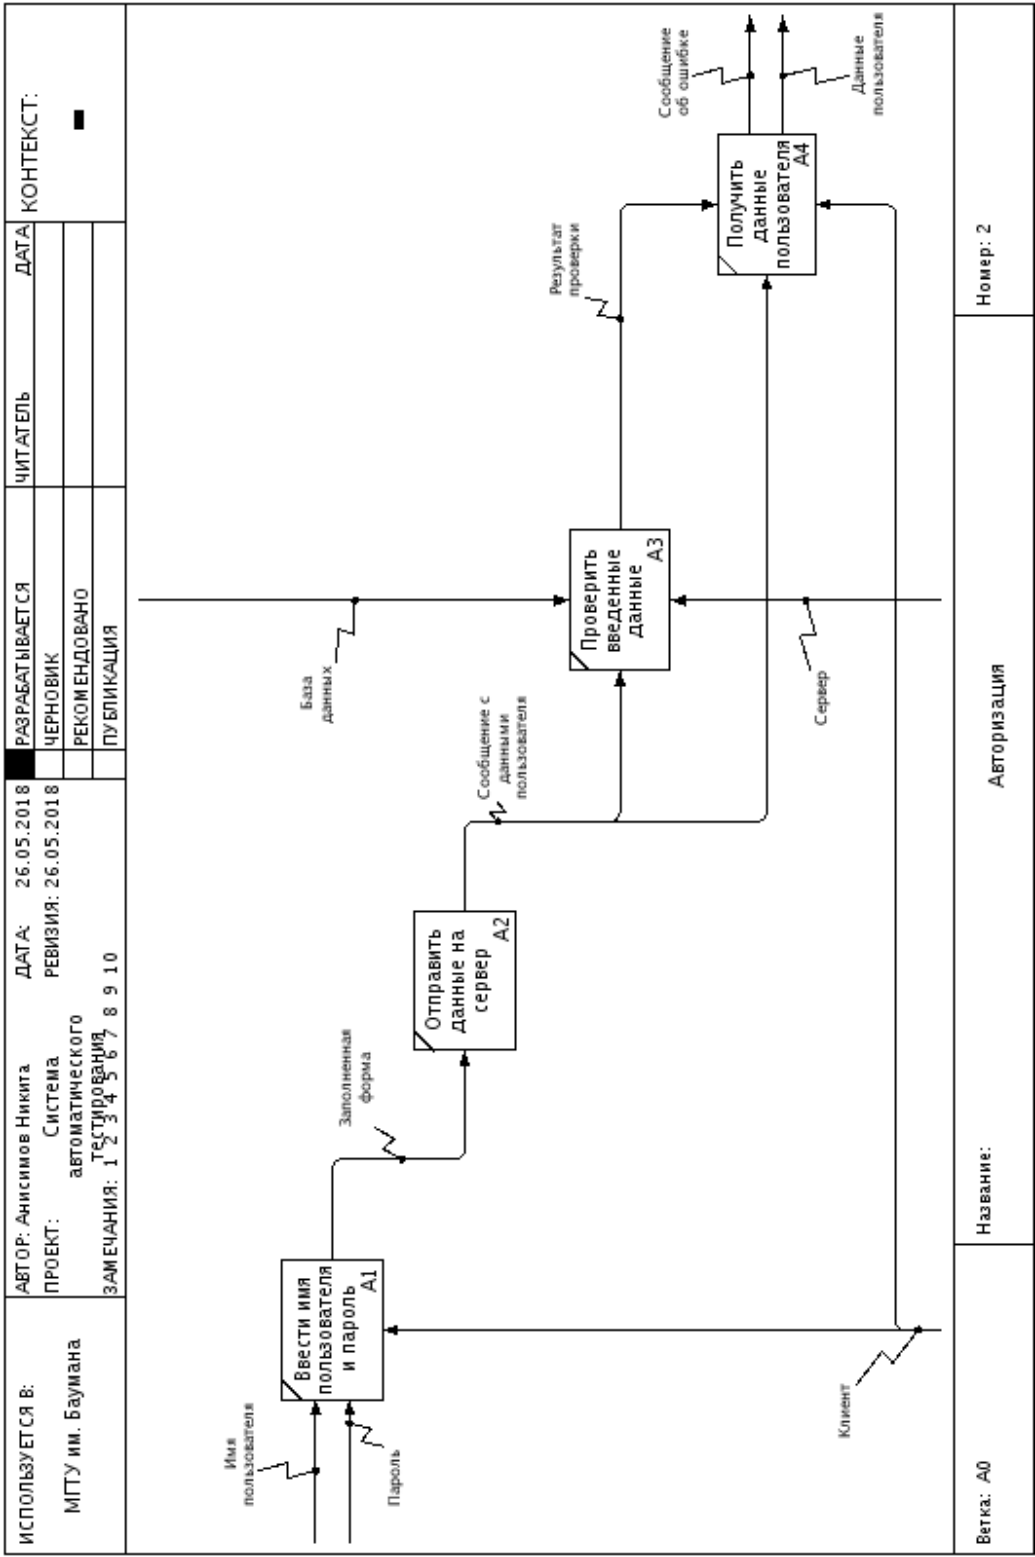 ИСПОЛЬЗУЕТСЯ В:
МГТУ им. Баумана
АВТОР: Анисимов Никита
ДАТА: 26.05.2018
ПРОЕКТ: Система
автоматического
тестирования
РЕВИЗИЯ: 26.05.2018
ЗАМЕЧАНИЯ: 1 2 3 4 5 6 7 8 9 10
РАЗРАБАТЫВАЕТСЯ
ЧЕРНОВИК
РЕКОМЕНДОВАНО
ПУБЛИКАЦИЯ
ЧИТАТЕЛЬ
ДАТА
КОНТЕКСТ:
Имя
пользователя
Пароль
Ввести имя
пользователя
и пароль
A1
Заполненная
форма
Отправить
данные на
сервер
A2
Сообщение с
данными
пользователя
База
данных
Проверить
введенные
данные
A3
Результат
проверки
Получить
данные
пользователя
A4
Сообщение
об ошибке
Данные
пользователя
Клиент
Сервер
Ветка: A0
Название:
Авторизация
Номер: 2